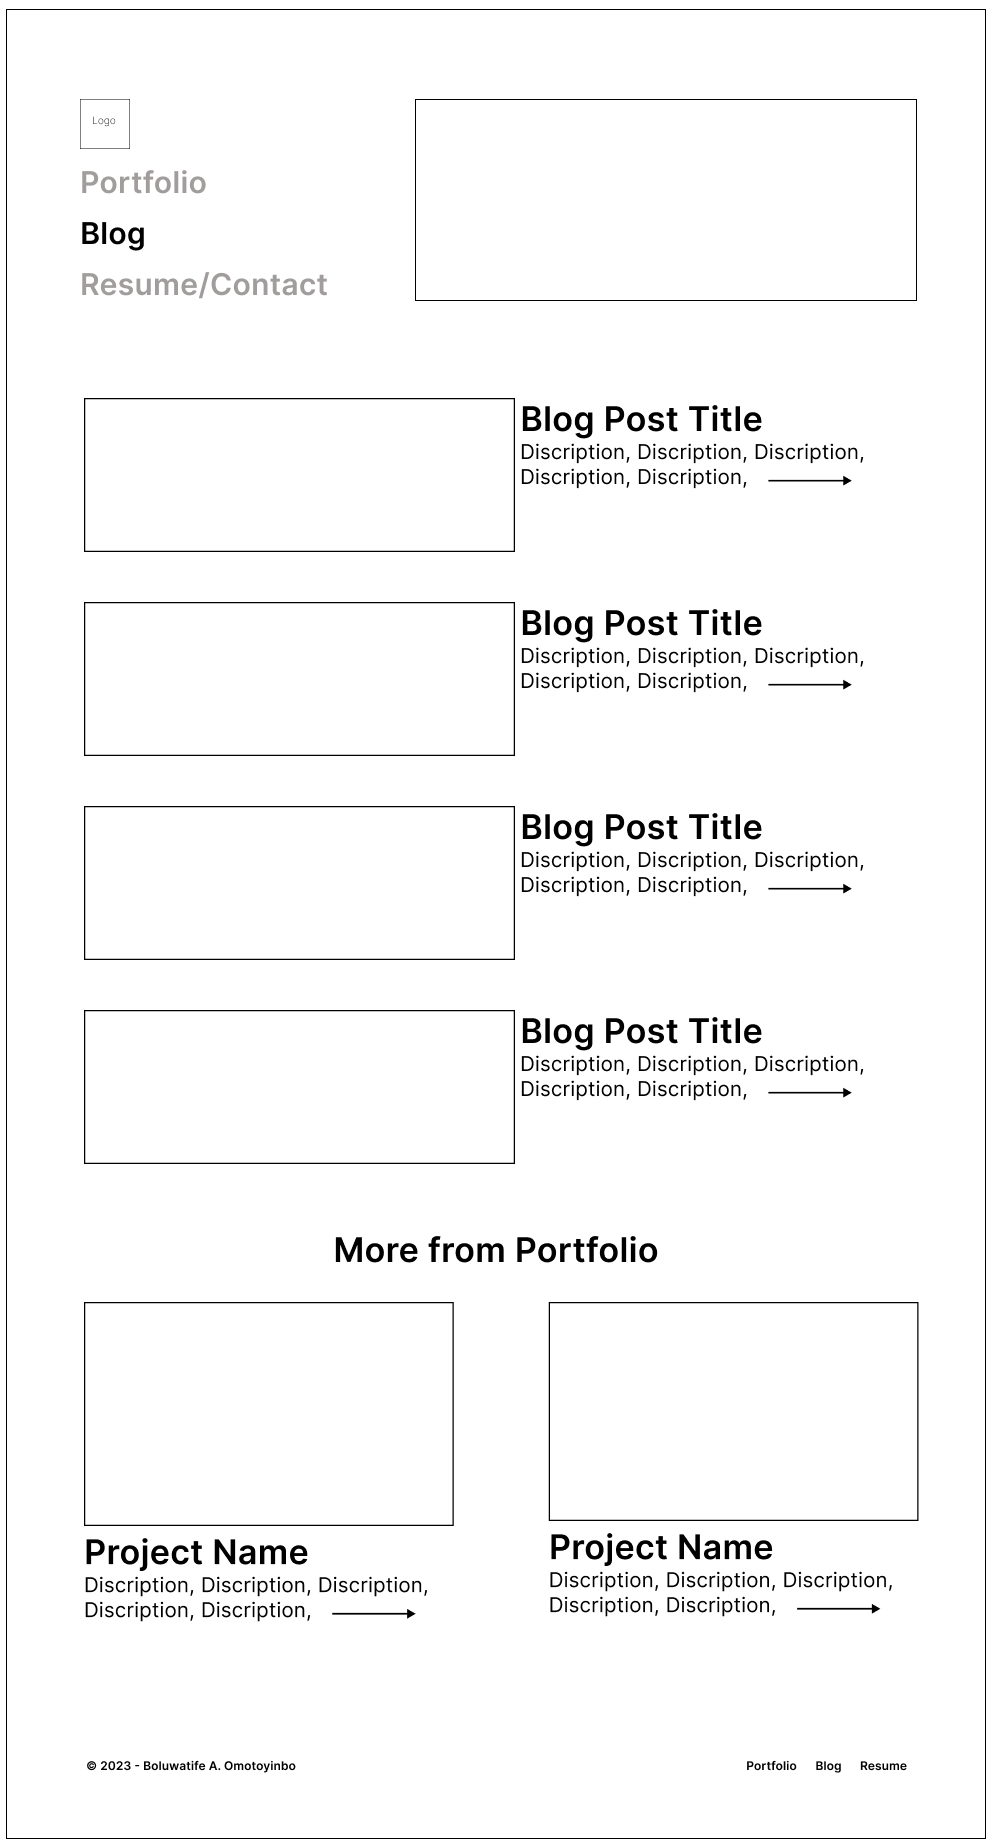 Logo
Portfolio
Blog
Resume/Contact
Blog Post Title
Discription, Discription, Discription,
Discription, Discription,
Blog Post Title
Discription, Discription, Discription,
Discription, Discription,
Blog Post Title
Discription, Discription, Discription,
Discription, Discription,
Blog Post Title
Discription, Discription, Discription,
Discription, Discription,
More from Portfolio
Project Name
Discription, Discription, Discription,
Discription, Discription,
Project Name
Discription, Discription, Discription,
Discription, Discription,
© 2023 - Boluwatife A. Omotoyinbo
Portfolio Blog Resume